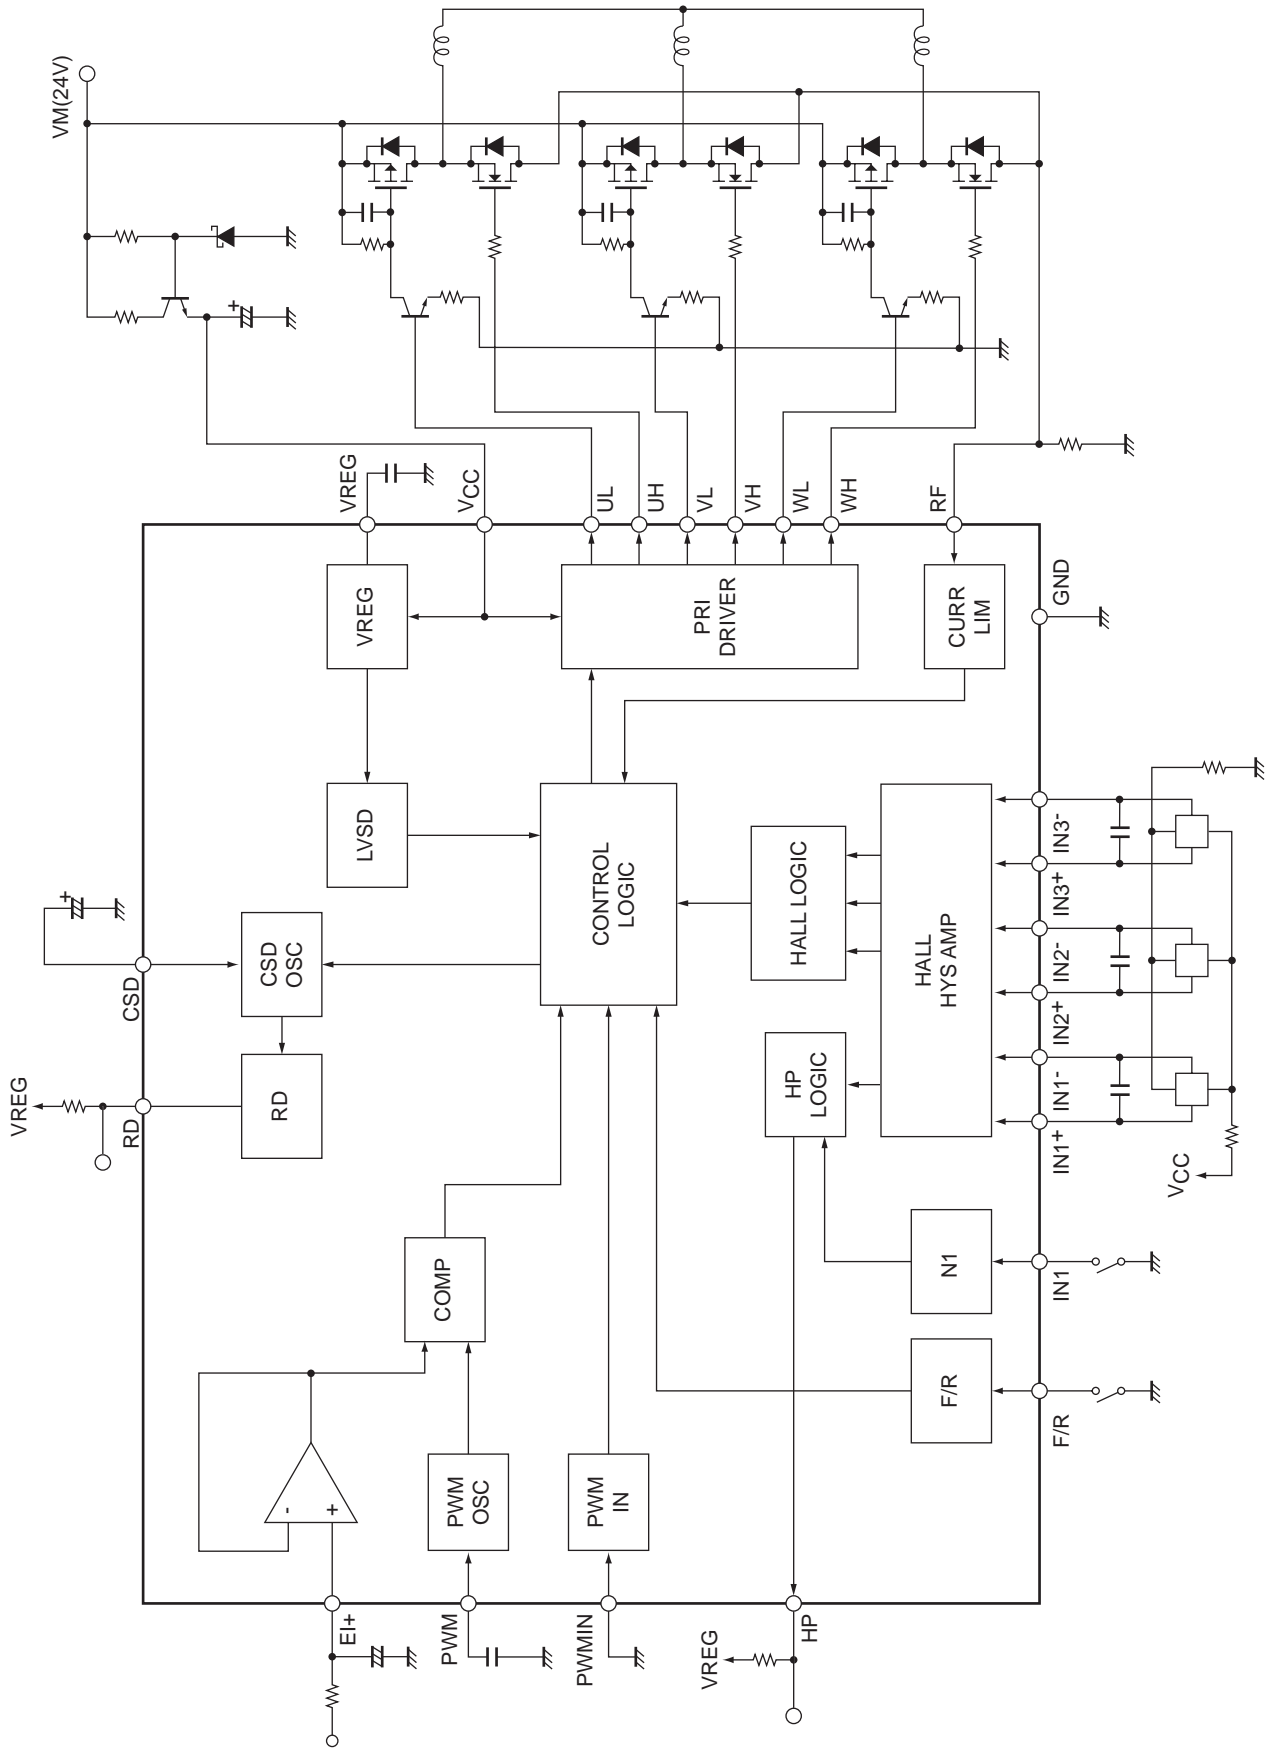 VM(24V)
+
VREG
VCC
UL
UH
VL
VH
WL
WH
RF
VREG
PRI
DRIVER
CURR
LIM
GND
LVSD
CONTROL
LOGIC
HALL LOGIC
HALL
HYS AMP
IN3-
IN3+
IN2-
IN2+
IN1-
IN1+
VCC
+
CSD
CSD
OSC
VREG
RD
RD
HP
LOGIC
COMP
N1
IN1
F/R
F/R
-
+
PWM
OSC
PWM
IN
EI+
PWM
PWMIN
VREG
HP